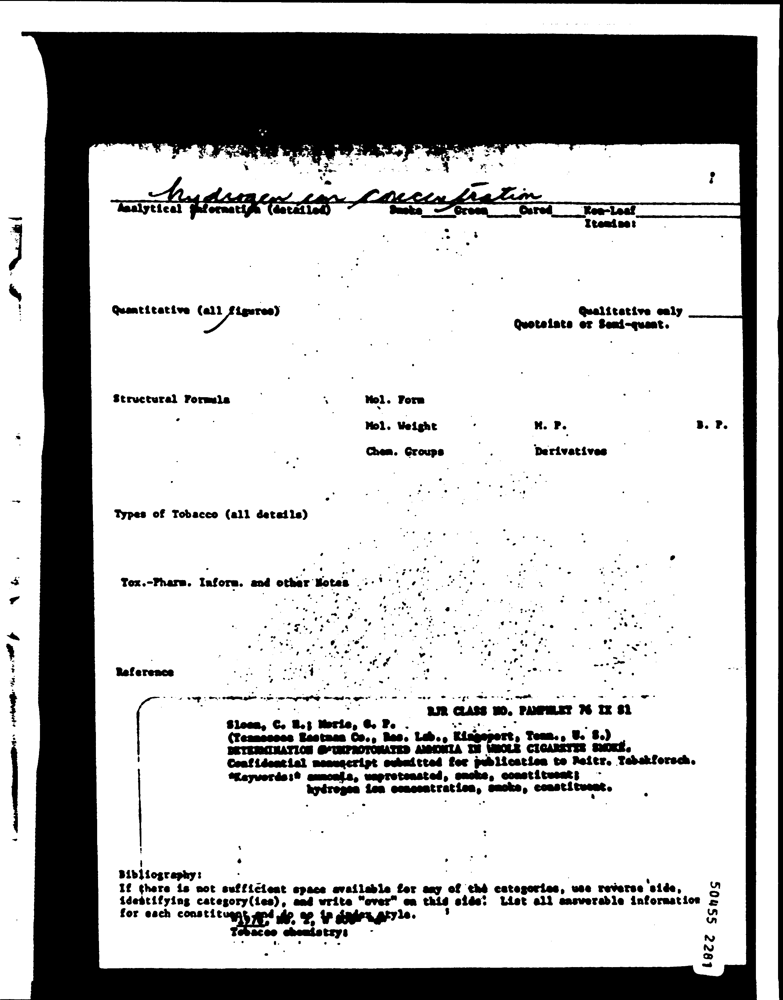 hydrogen ion concentration
Analytical Information (detailed) Smoke Green Cured Non-Leaf
Itemize:
Quantitative (all figures) Qualitative only
Quotients or Semi-quant.
Structural Formula Mol. Form
Mol. Weight M. P. B. P.
Chem. Groups Derivatives
Types of Tobacco (all details)
Tox.-Pharm. Inform. and other Notes
Reference
RJR CLASS NO. PAMPHLET 76 IX S1
Sloan, C. H.; Morie, G. P.
(Tennessee Eastman Co., Res. Lab., Kingsport, Tenn., U. S.)
DETERMINATION OF UNPROTONATED AMMONIA IN WHOLE CIGARETTE SMOKE.
Confidential manuscript submitted for publication to Beitr. Tabakforsch.
*Keywords:* ammonia, unprotonated, smoke, constituent;
hydrogen ion concentration, smoke, constituent.
Bibliography:
If there is not sufficient space available for any of the categories, use reverse side,
identifying category(ies), and write "over" on this side. List all answerable information
for each constituent and do so in index style.
Tobacco chemistry:
50455 2281